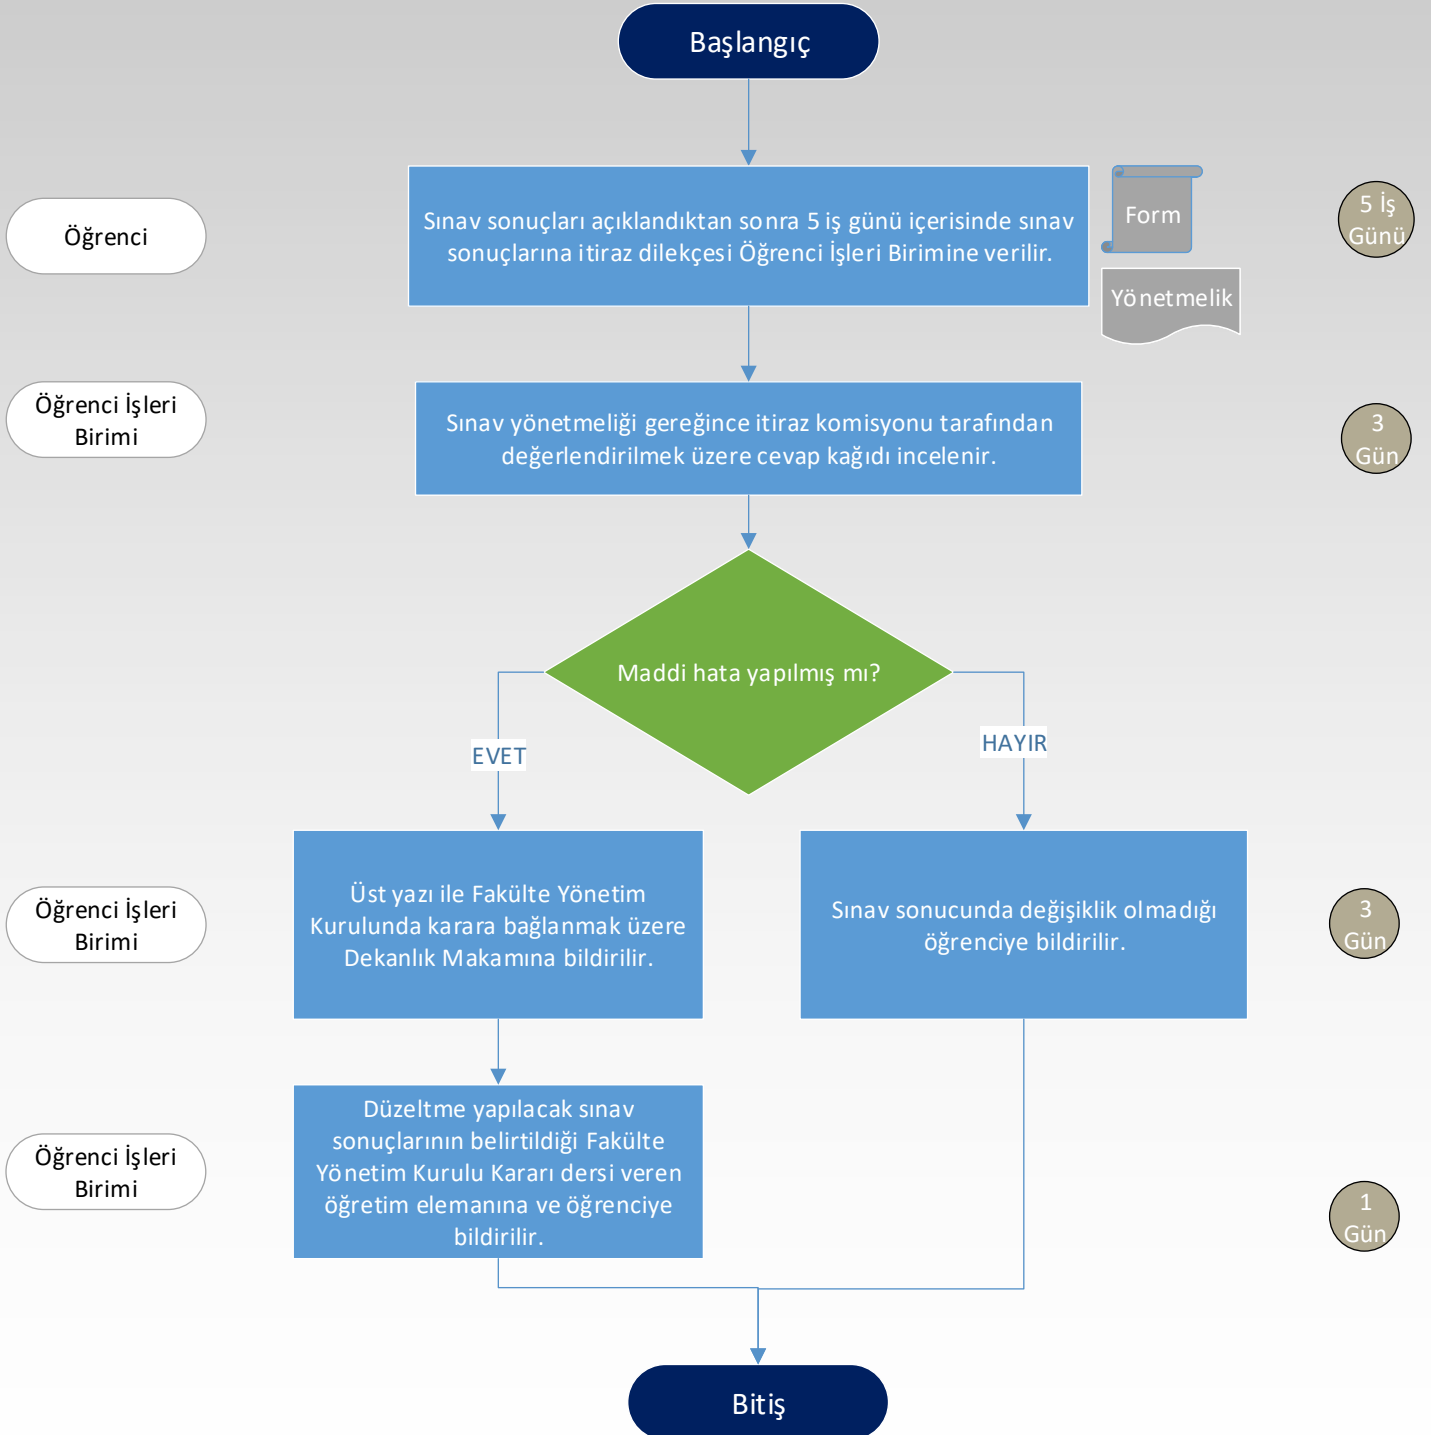 Başlangıç
Öğrenci
Sınav sonuçları açıklandıktan sonra 5 iş günü içerisinde sınav
sonuçlarına itiraz dilekçesi Öğrenci İşleri Birimine verilir.
Form
Yönetmelik
5 İş
Günü
Öğrenci İşleri
Birimi
Sınav yönetmeliği gereğince itiraz komisyonu tarafından
değerlendirilmek üzere cevap kağıdı incelenir.
3
Gün
Maddi hata yapılmış mı?
EVET
HAYIR
Öğrenci İşleri
Birimi
Üst yazı ile Fakülte Yönetim
Kurulunda karara bağlanmak üzere
Dekanlık Makamına bildirilir.
Sınav sonucunda değişiklik olmadığı
öğrenciye bildirilir.
3
Gün
Öğrenci İşleri
Birimi
Düzeltme yapılacak sınav
sonuçlarının belirtildiği Fakülte
Yönetim Kurulu Kararı dersi veren
öğretim elemanına ve öğrenciye
bildirilir.
1
Gün
Bitiş